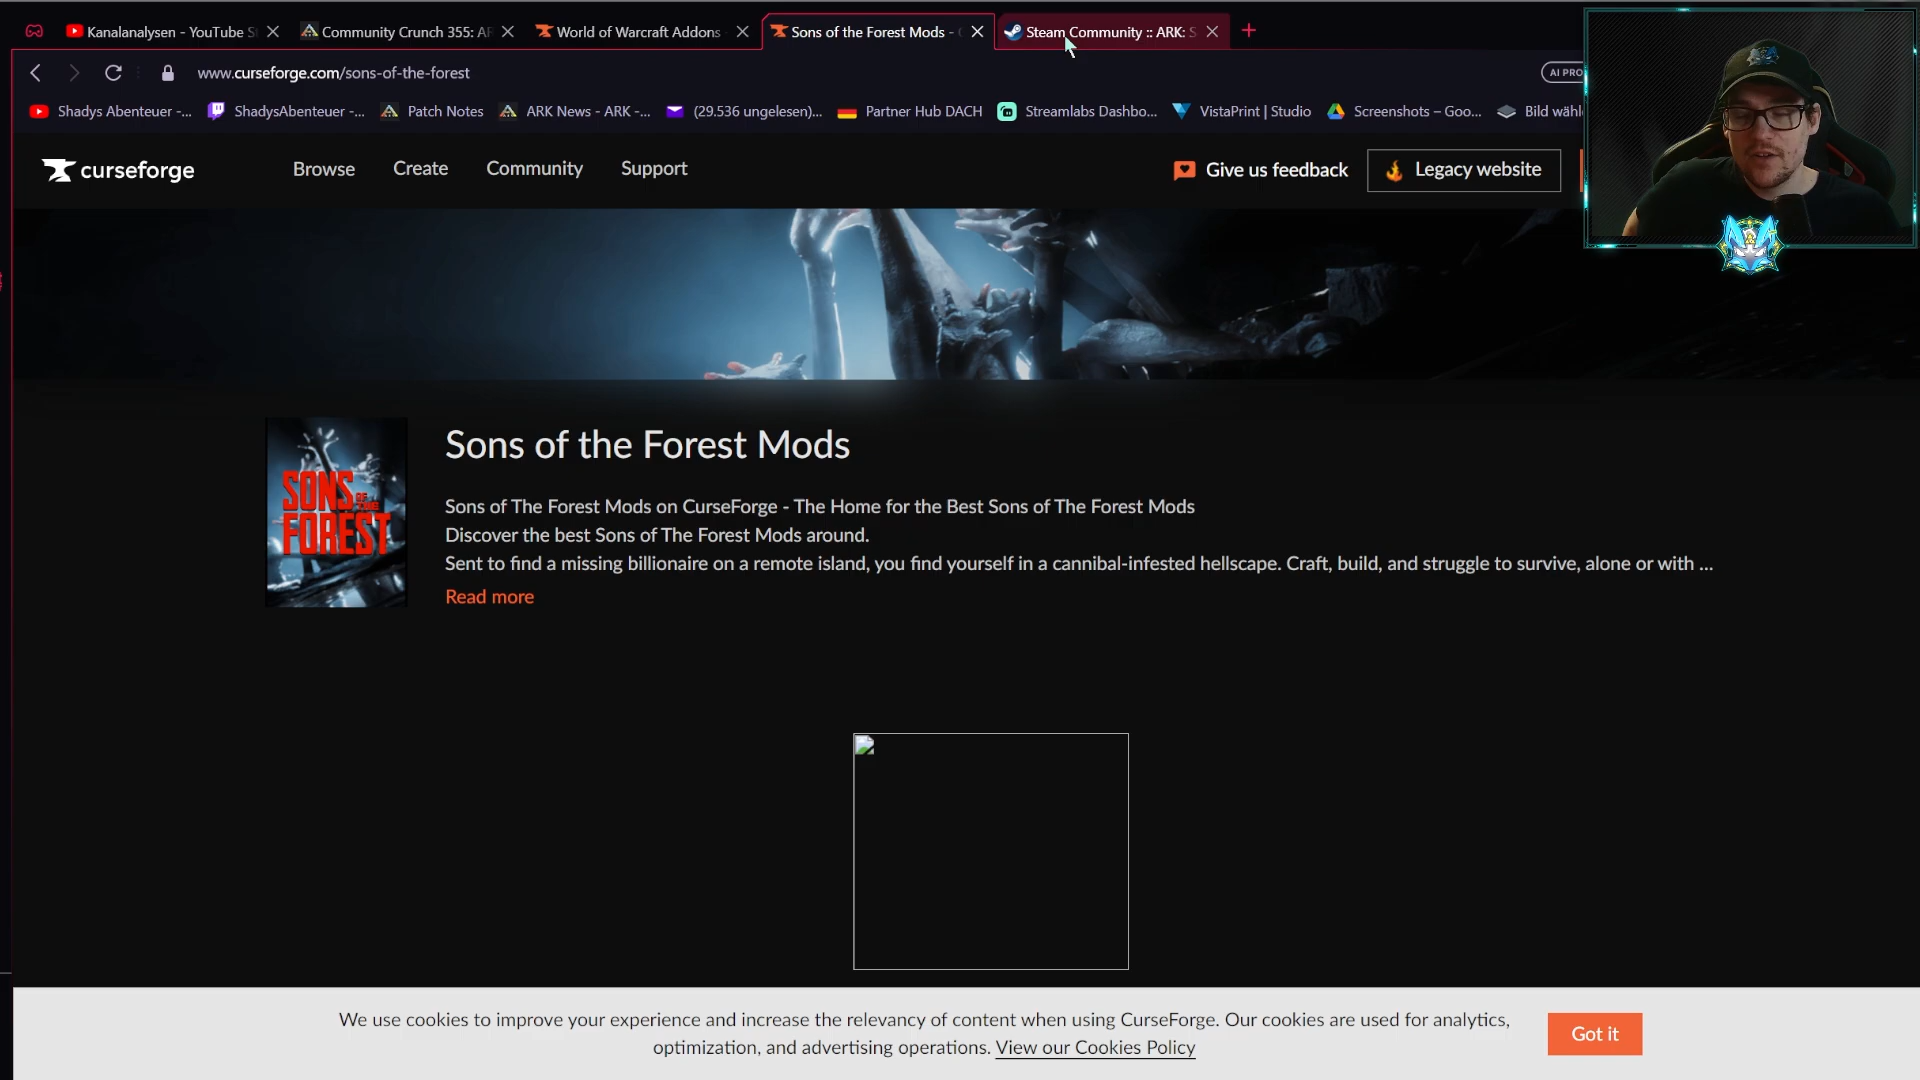 Kanalanalysen - YouTube S
Community Crunch 355: AR
World of Warcraft Addons
Sons of the Forest Mods -
Steam Community :: ARK: S
www.curseforge.com/sons-of-the-forest
AI PRO
Shadys Abenteuer -...
ShadysAbenteuer -...
Patch Notes
ARK News - ARK -...
(29.536 ungelesen)...
Partner Hub DACH
Streamlabs Dashbo...
VistaPrint | Studio
Screenshots – Goo...
Bild wähl
curseforge
Browse
Create
Community
Support
Give us feedback
Legacy website
SONS OF THE
FOREST
Sons of the Forest Mods
Sons of The Forest Mods on CurseForge - The Home for the Best Sons of The Forest Mods
Discover the best Sons of The Forest Mods around.
Sent to find a missing billionaire on a remote island, you find yourself in a cannibal-infested hellscape. Craft, build, and struggle to survive, alone or with ...
Read more
We use cookies to improve your experience and increase the relevancy of content when using CurseForge. Our cookies are used for analytics,
optimization, and advertising operations. View our Cookies Policy
Got it